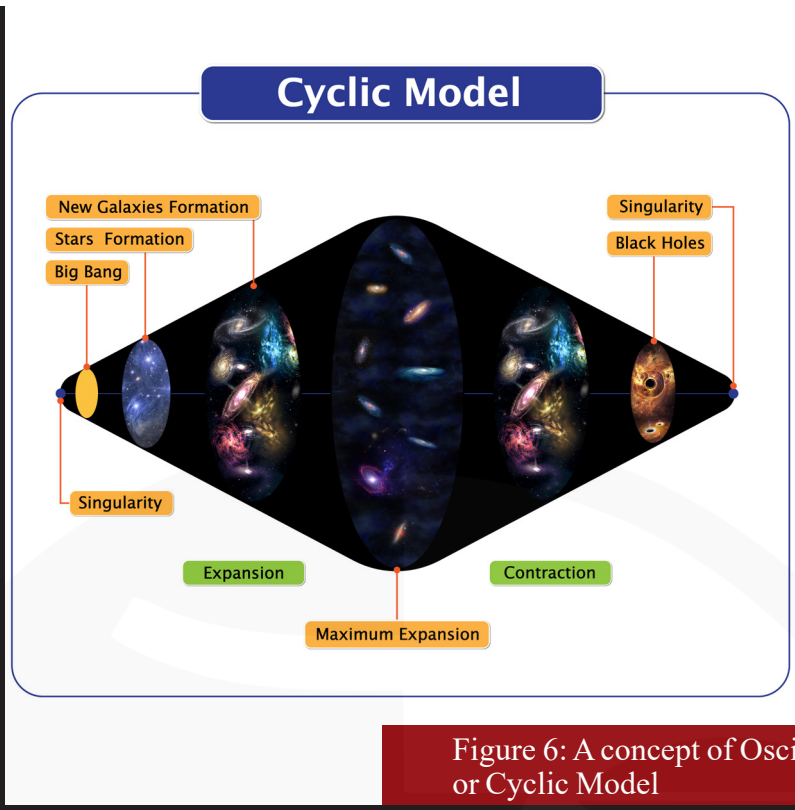 Cyclic Model
New Galaxies Formation
Stars Formation
Big Bang
Singularity
Black Holes
Singularity
Expansion
Contraction
Maximum Expansion
Figure 6: A concept of
or Cyclic Model